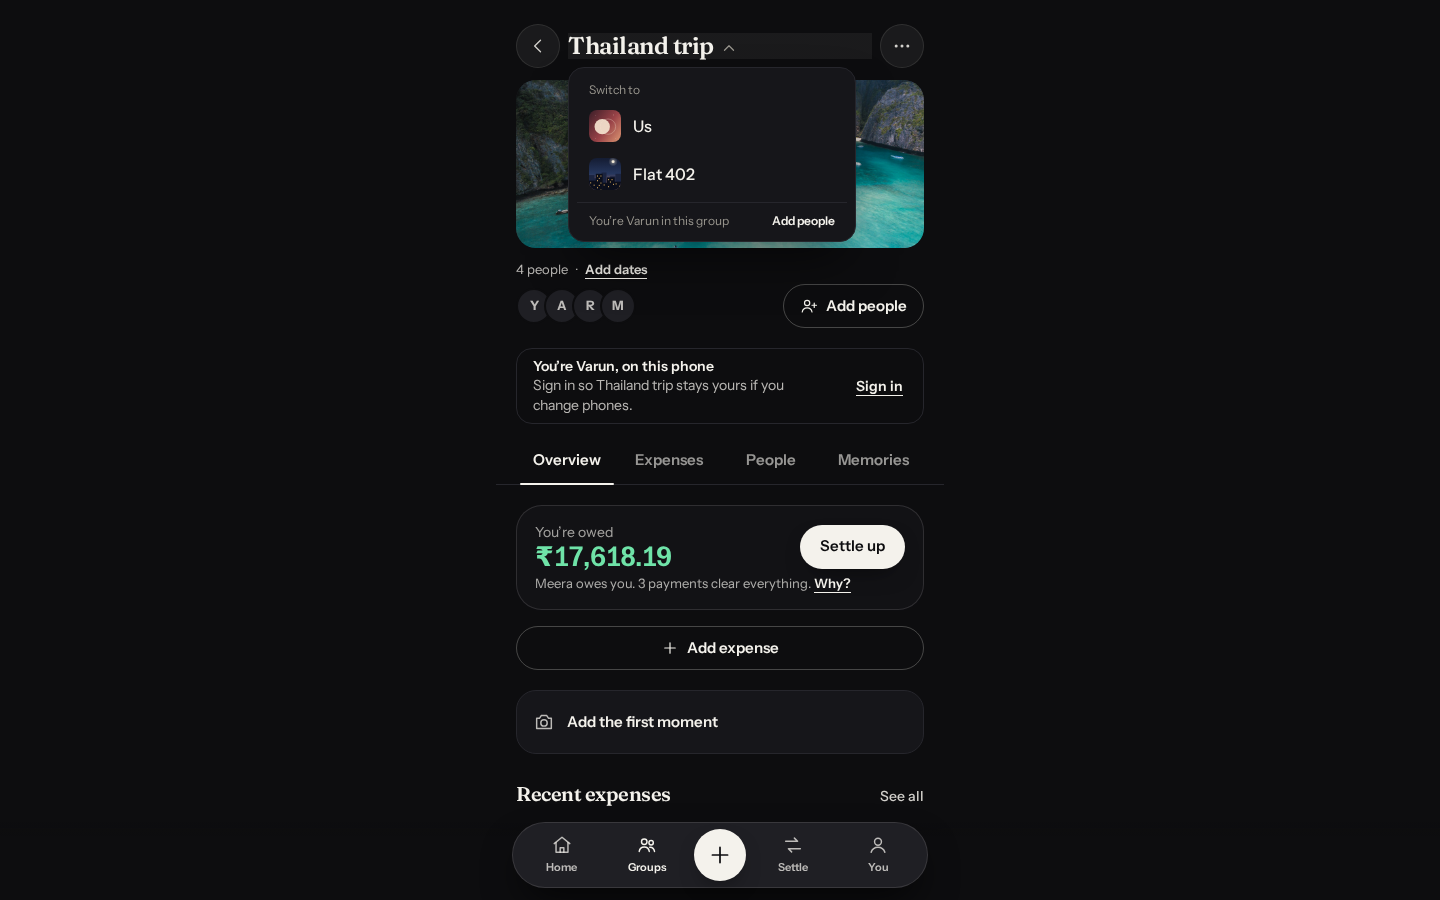 Thailand trip
Switch to
Us
Flat 402
You're Varun in this group
Add people
4 people · Add dates
Y A R M
Add people
You're Varun, on this phone
Sign in so Thailand trip stays yours if you
change phones.
Sign in
Overview
Expenses
People
Memories
You're owed
₹17,618.19
Settle up
Meera owes you. 3 payments clear everything. Why?
Add expense
Add the first moment
Recent expenses
See all
Home
Groups
Settle
You